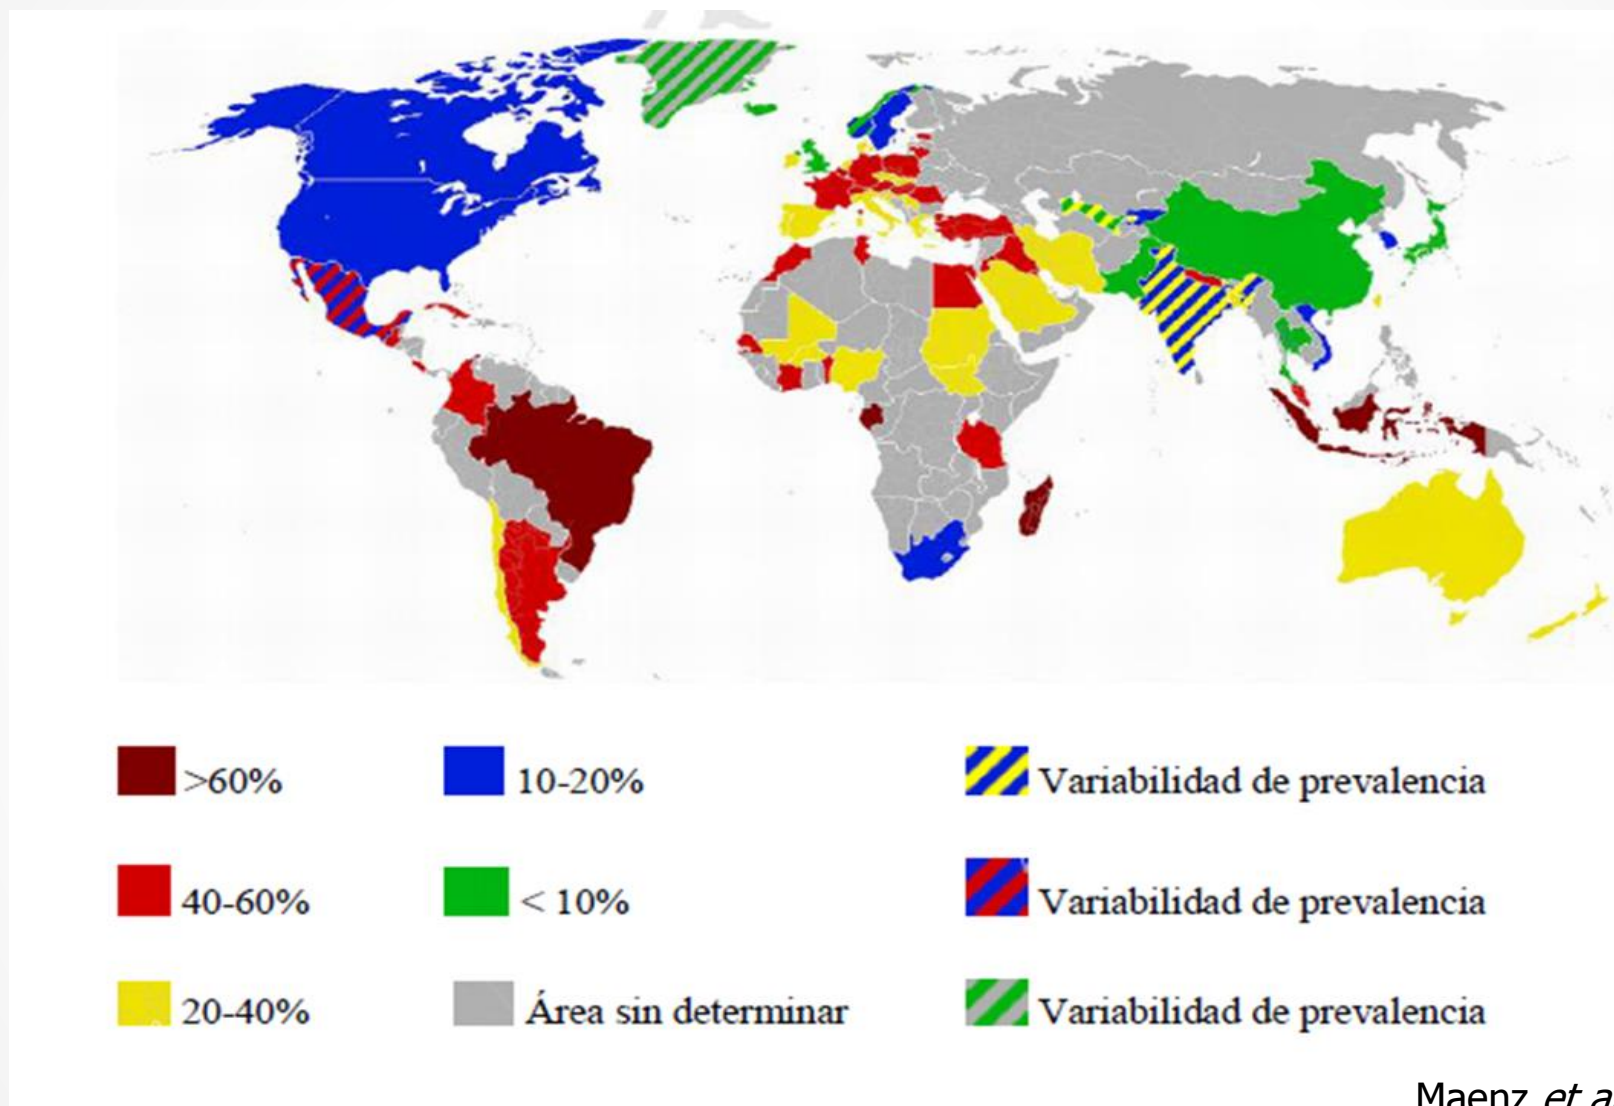 >60%
10-20%
Variabilidad de prevalencia
40-60%
< 10%
Variabilidad de prevalencia
20-40%
Área sin determinar
Variabilidad de prevalencia
Maenz et a